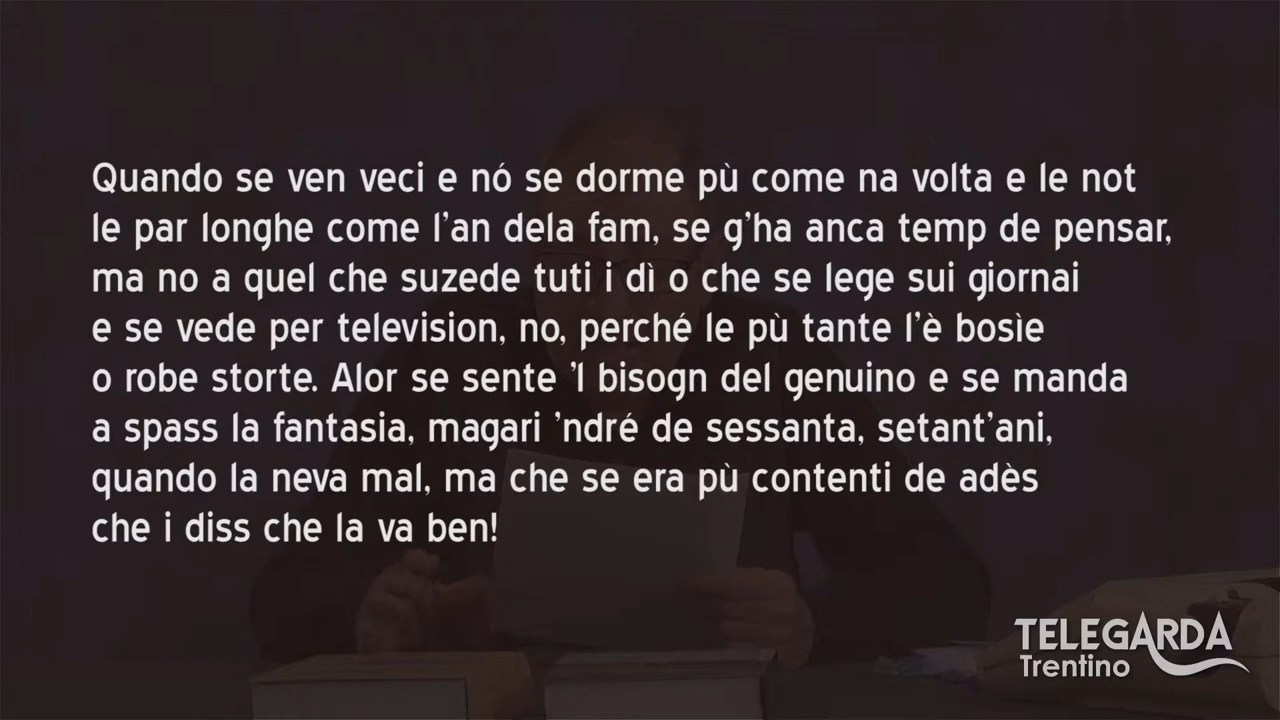 Quando se ven veci e nó se dorme pù come na volta e le not
le par longhe come l'an dela fam, se g'ha anca temp de pensar,
ma no a quel che suzede tuti i dì o che se lege sui giornai
e se vede per television, no, perché le pù tante l'è bosìe
o robe storte. Alor se sente 'l bisogn del genuino e se manda
a spass la fantasia, magari 'ndré de sessanta, setant'ani,
quando la neva mal, ma che se era pù contenti de adès
che i diss che la va ben!
TELEGARDA
Trentino